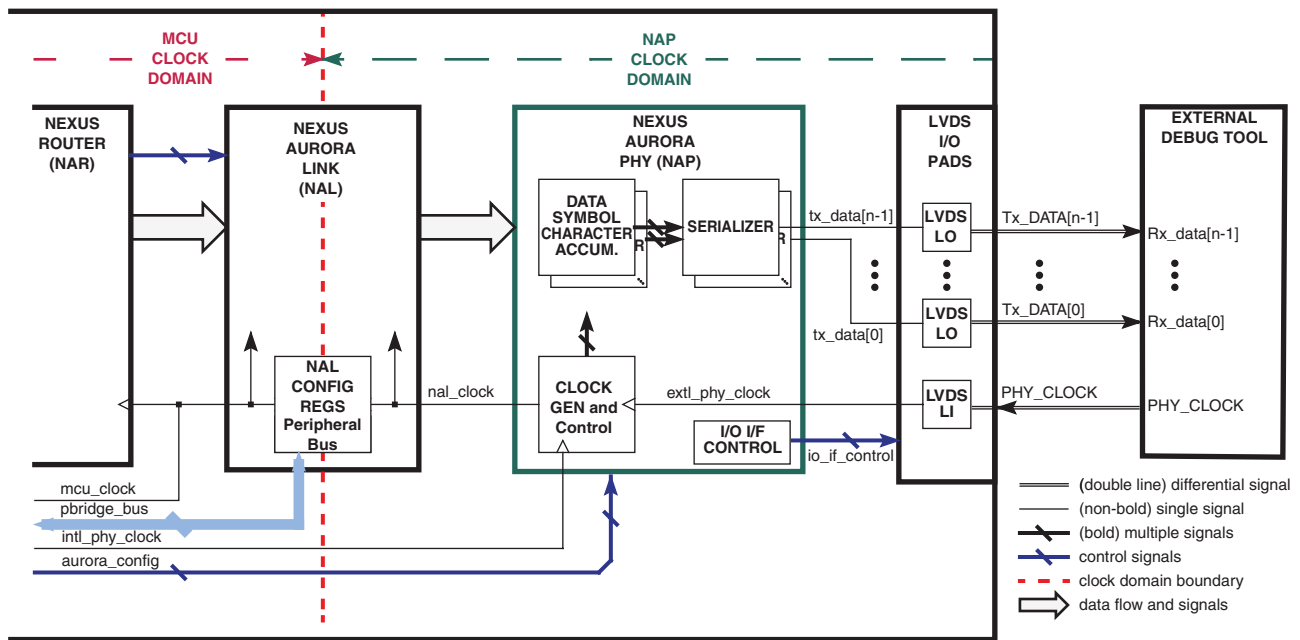 MCU
CLOCK
DOMAIN
NAP
CLOCK
DOMAIN
NEXUS
ROUTER
(NAR)
NEXUS
AURORA
LINK
(NAL)
NEXUS
AURORA
PHY (NAP)
LVDS
I/O
PADS
EXTERNAL
DEBUG TOOL
DATA
SYMBOL
CHARACTER
ACCUM.
R
SERIALIZER
R
tx_data[n-1]
LVDS
LO
Tx_DATA[n-1]
Rx_data[n-1]
tx_data[0]
LVDS
LO
Tx_DATA[0]
Rx_data[0]
NAL
CONFIG
REGS
Peripheral
Bus
nal_clock
CLOCK
GEN and
Control
extl_phy_clock
LVDS
LI
PHY_CLOCK
PHY_CLOCK
I/O I/F
CONTROL
io_if_control
mcu_clock
pbridge_bus
intl_phy_clock
aurora_config
(double line) differential signal
(non-bold) single signal
(bold) multiple signals
control signals
clock domain boundary
data flow and signals